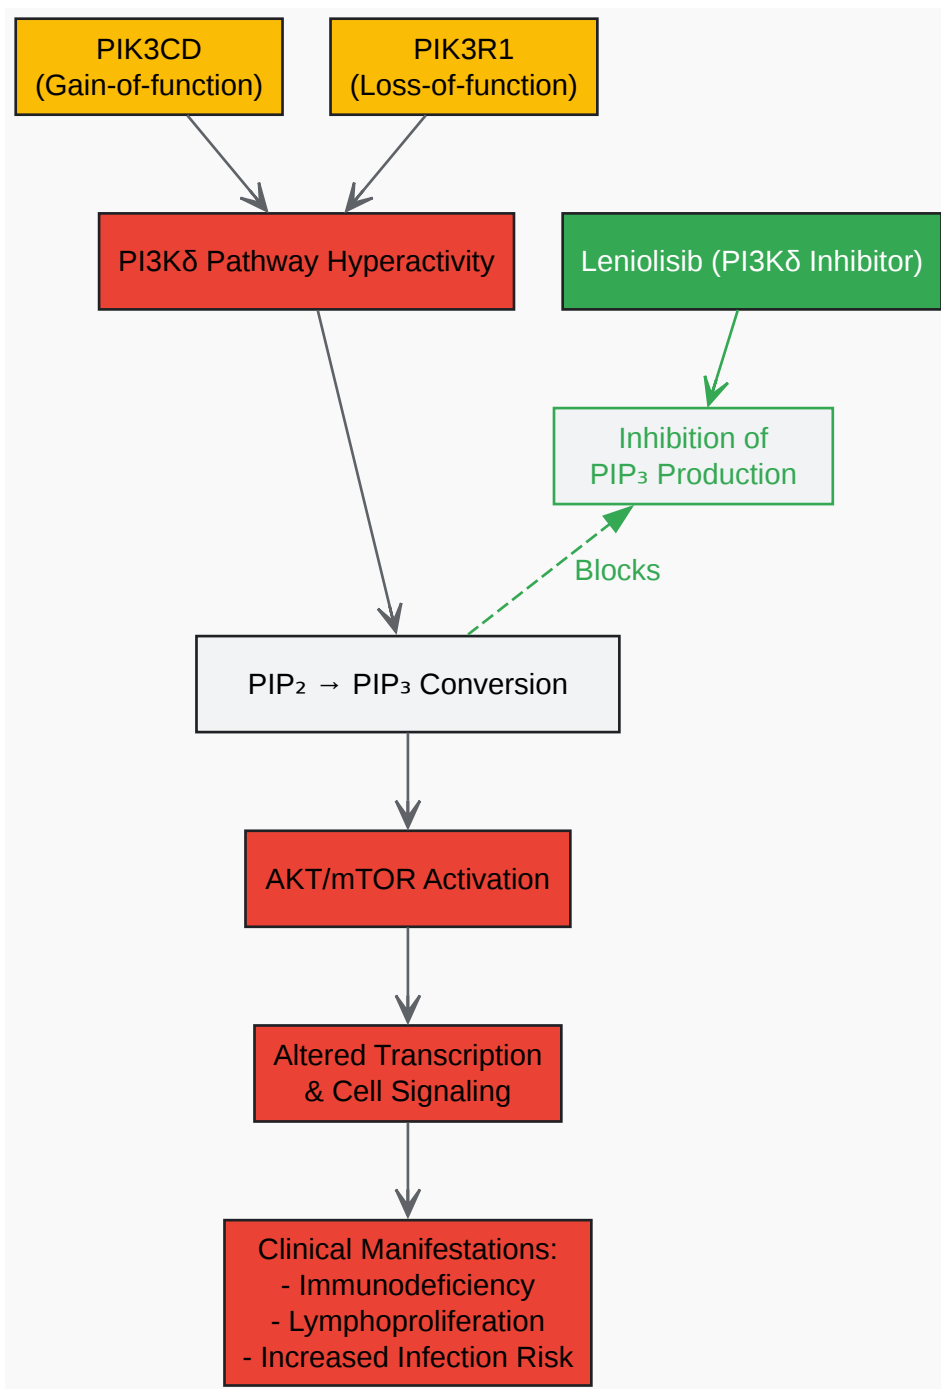 PIK3CD
(Gain-of-function)
PIK3R1
(Loss-of-function)
PI3Kδ Pathway Hyperactivity
Leniolisib (PI3Kδ Inhibitor)
Inhibition of
PIP₃ Production
Blocks
PIP₂ → PIP₃ Conversion
AKT/mTOR Activation
Altered Transcription
& Cell Signaling
Clinical Manifestations:
- Immunodeficiency
- Lymphoproliferation
- Increased Infection Risk